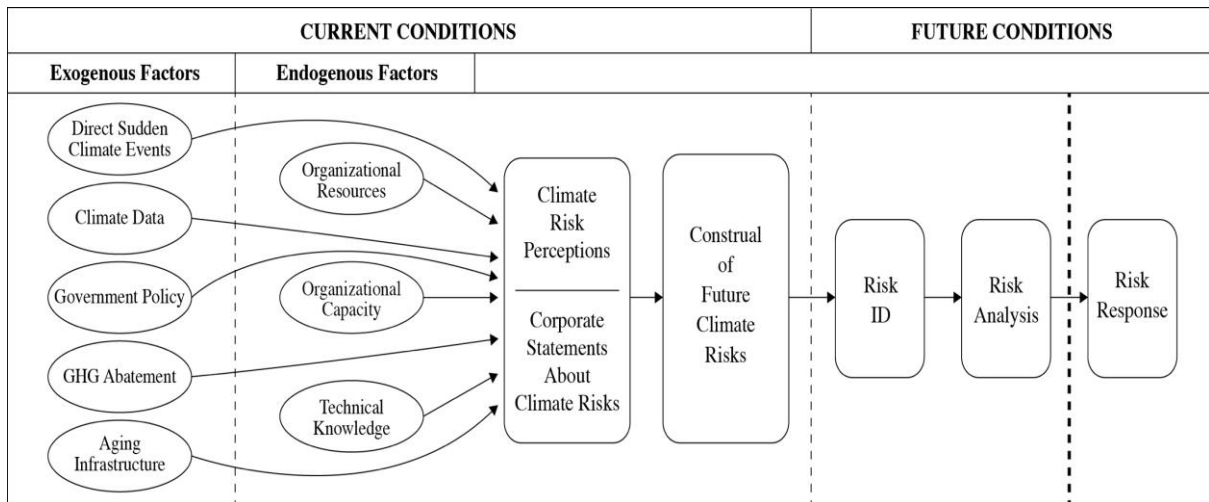 CURRENT CONDITIONS
FUTURE CONDITIONS
Exogenous Factors
Endogenous Factors
Direct Sudden
Climate Events
Climate Data
Government Policy
GHG Abatement
Aging
Infrastructure
Organizational
Resources
Organizational
Capacity
Technical
Knowledge
Climate
Risk
Perceptions
Corporate
Statements
About
Climate Risks
Construal
of
Future
Climate
Risks
Risk
ID
Risk
Analysis
Risk
Response